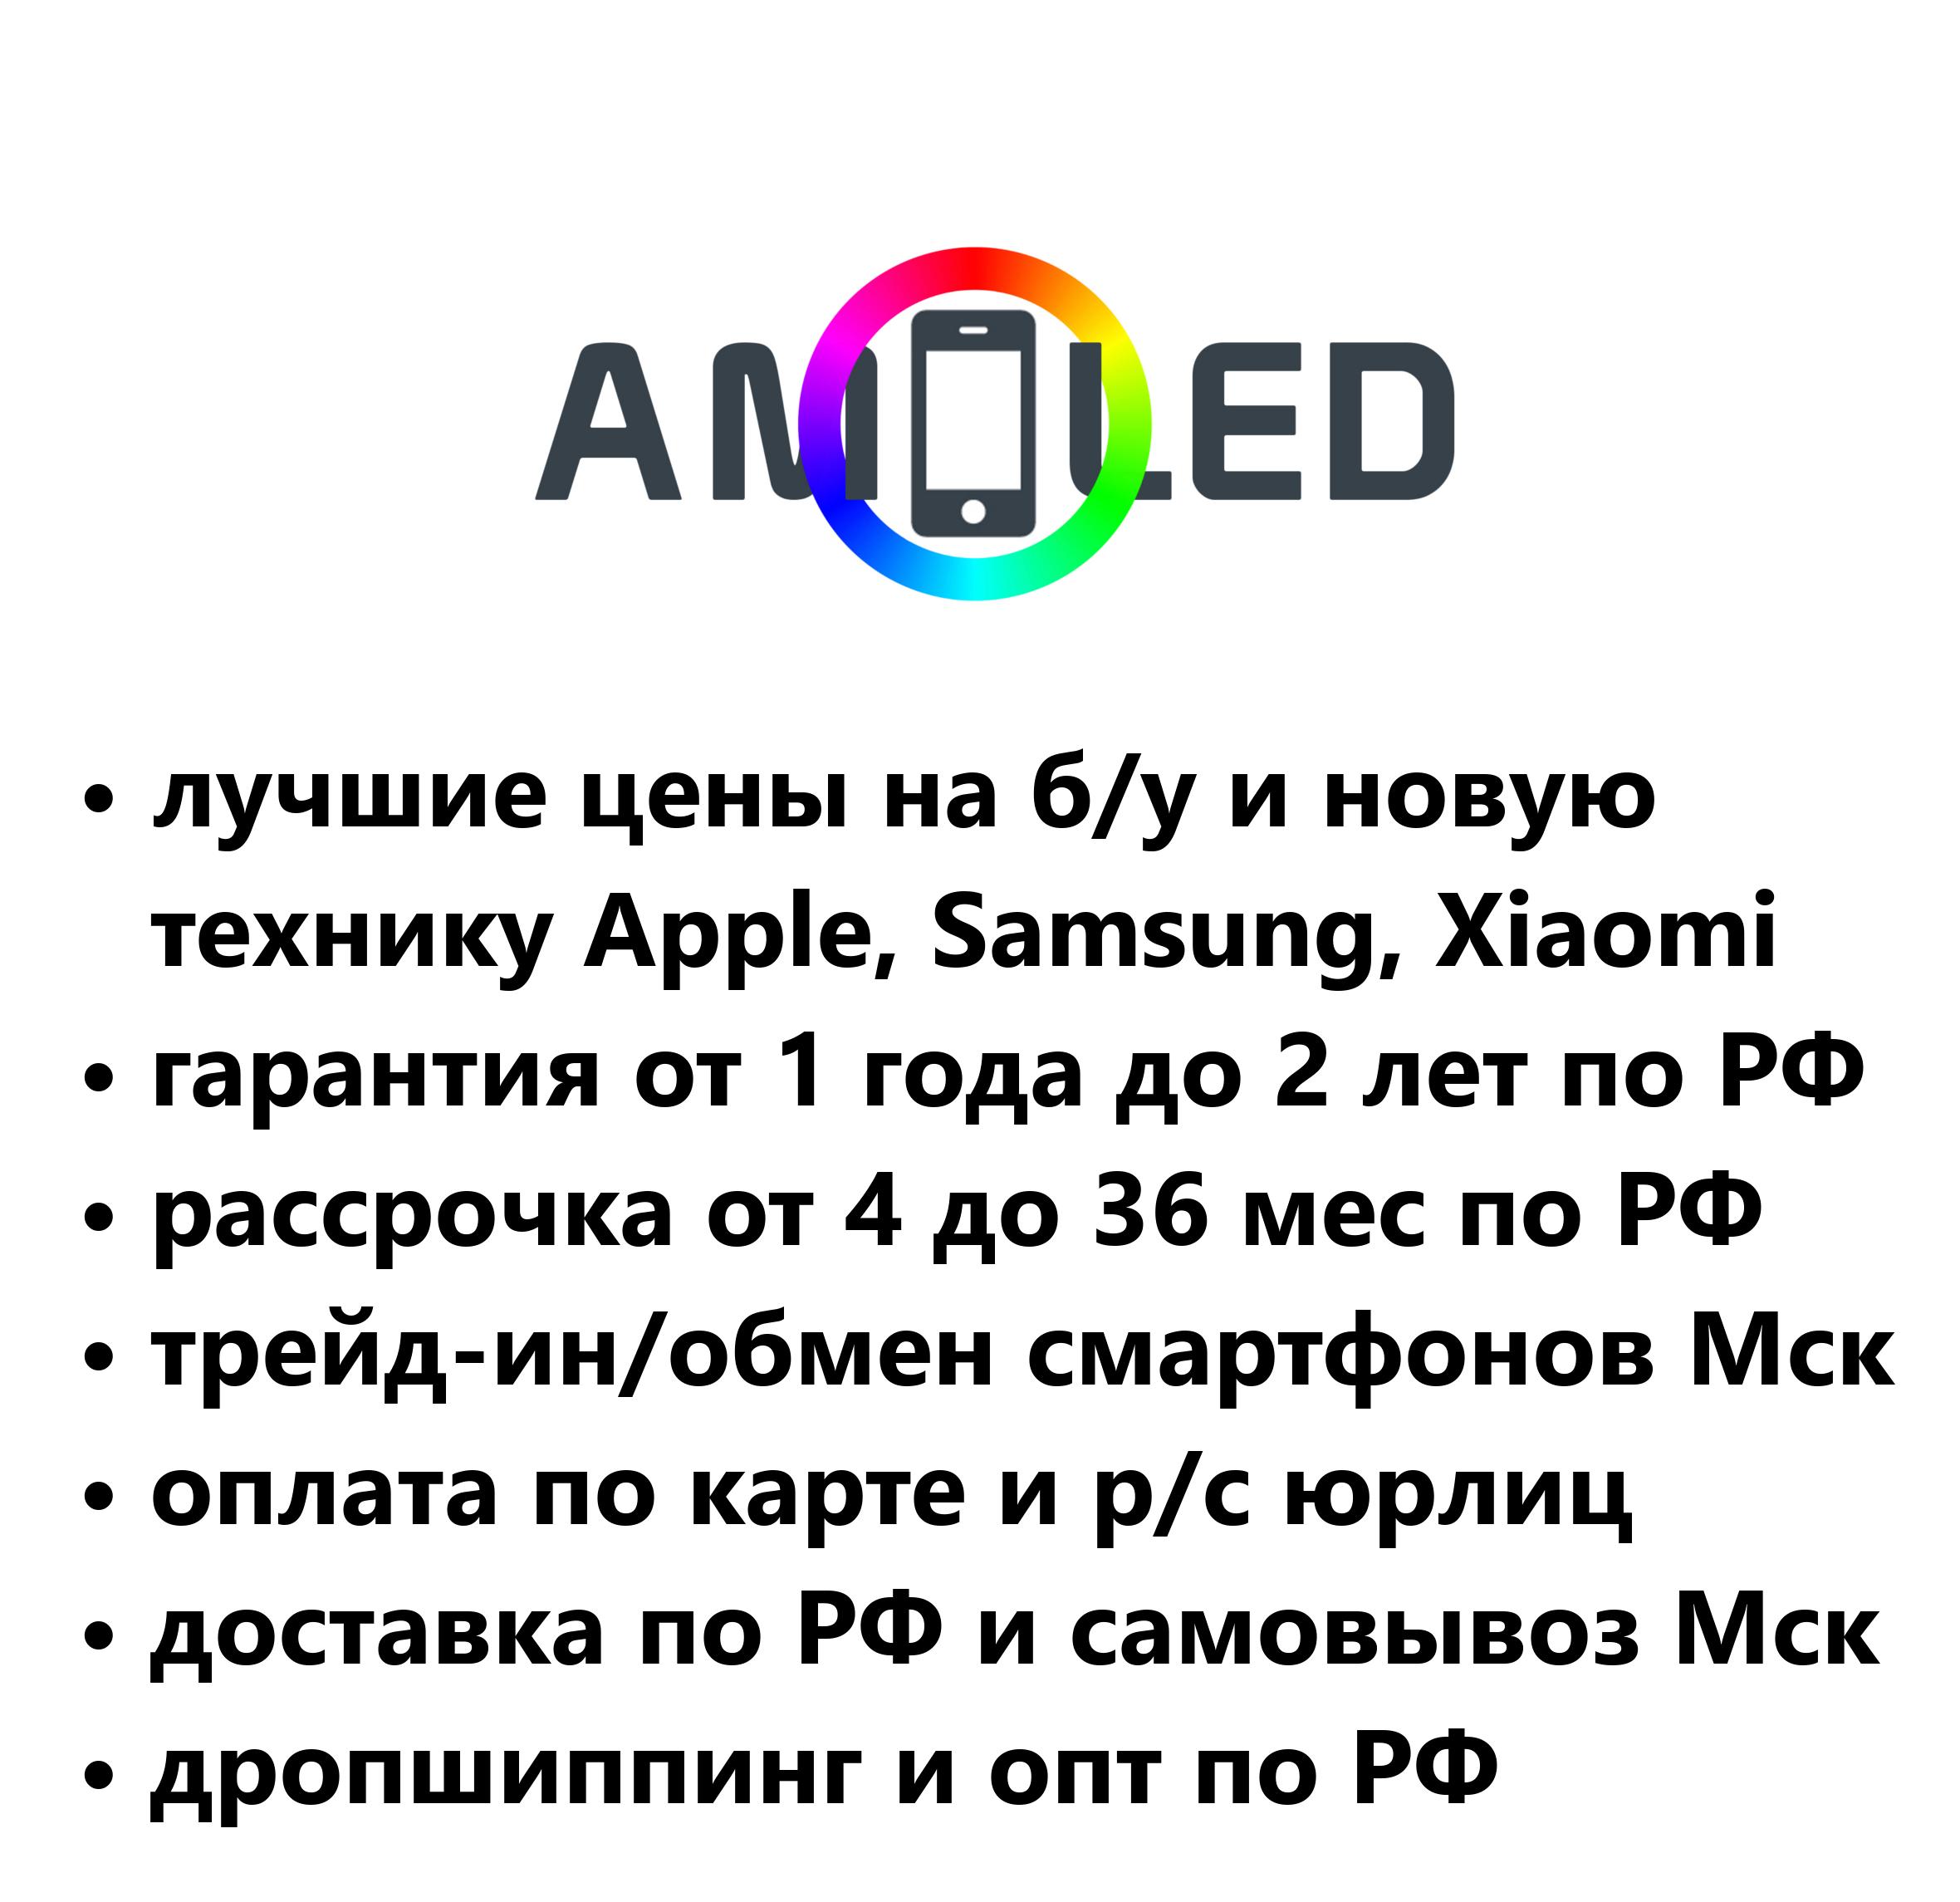 AMOLED
• лучшие цены на б/у и новую
технику Apple, Samsung, Xiaomi
• гарантия от 1 года до 2 лет по РФ
• рассрочка от 4 до 36 мес по РФ
• трейд-ин/обмен смартфонов Мск
• оплата по карте и р/с юрлиц
• доставка по РФ и самовывоз Мск
• дропшиппинг и опт по РФ